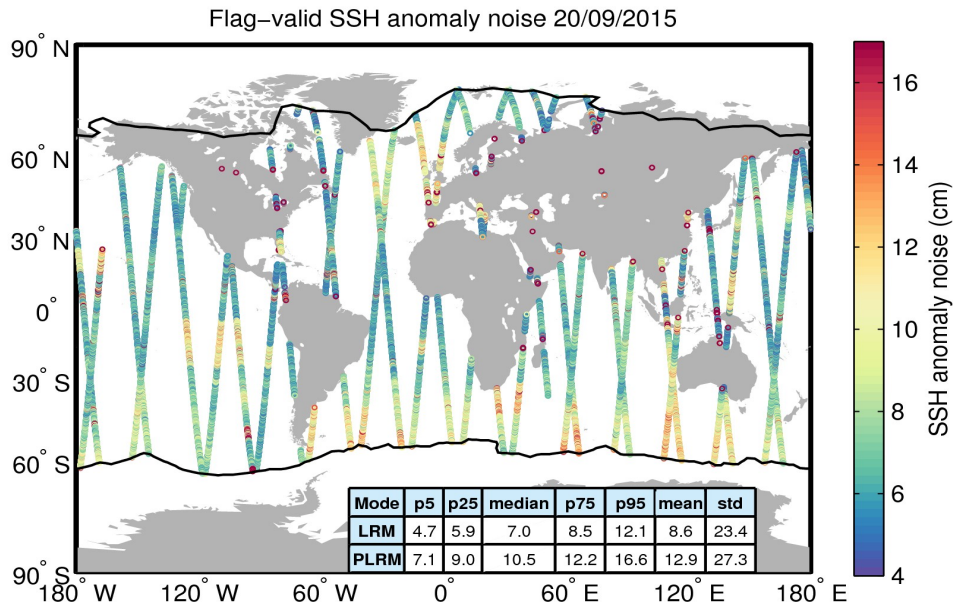 Flag−valid SSH anomaly noise 20/09/2015
90° N
60° N
30° N
0°
30° S
60° S
90° S
180° W
120° W
60° W
0°
60° E
120° E
180° E
Mode p5 p25 median p75 p95 mean std
LRM 4.7 5.9 7.0 8.5 12.1 8.6 23.4
PLRM 7.1 9.0 10.5 12.2 16.6 12.9 27.3
16
14
12
10
8
6
4
SSH anomaly noise (cm)